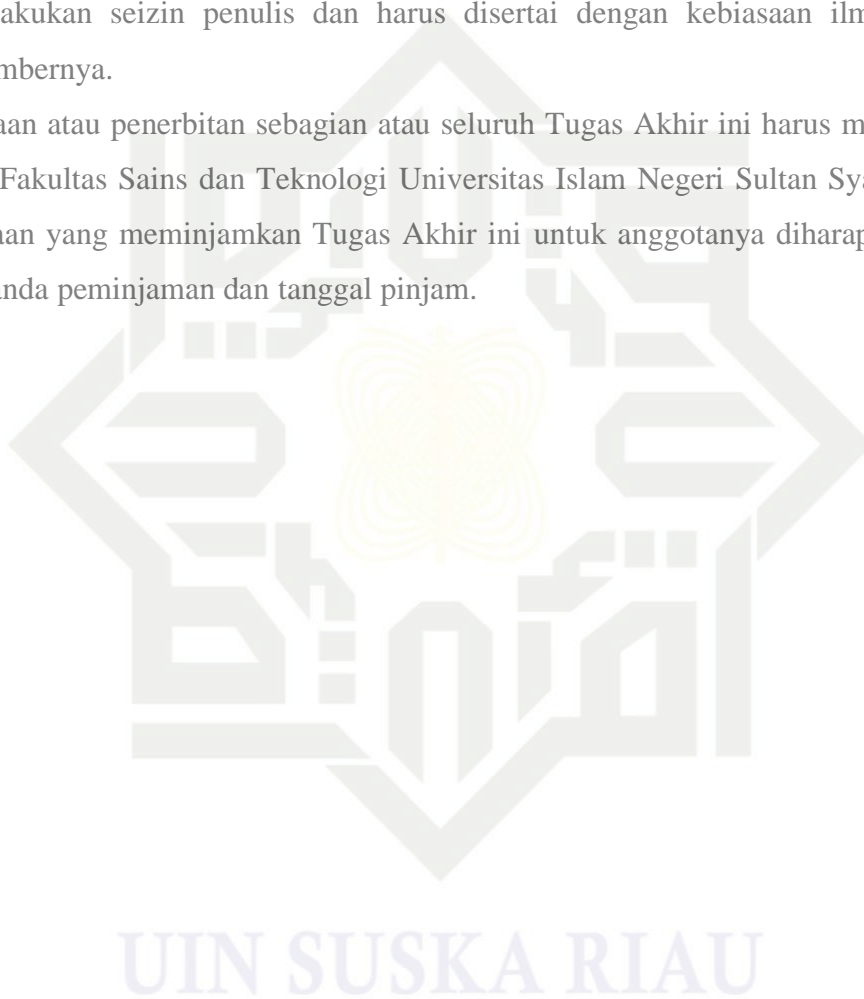 akukan seizin penulis dan harus disertai dengan kebiasaan ilm
mbernya.
aan atau penerbitan sebagian atau seluruh Tugas Akhir ini harus m
Fakultas Sains dan Teknologi Universitas Islam Negeri Sultan Sya
aan yang meminjamkan Tugas Akhir ini untuk anggotanya diharap
anda peminjaman dan tanggal pinjam.
UIN SUSKA RIAU